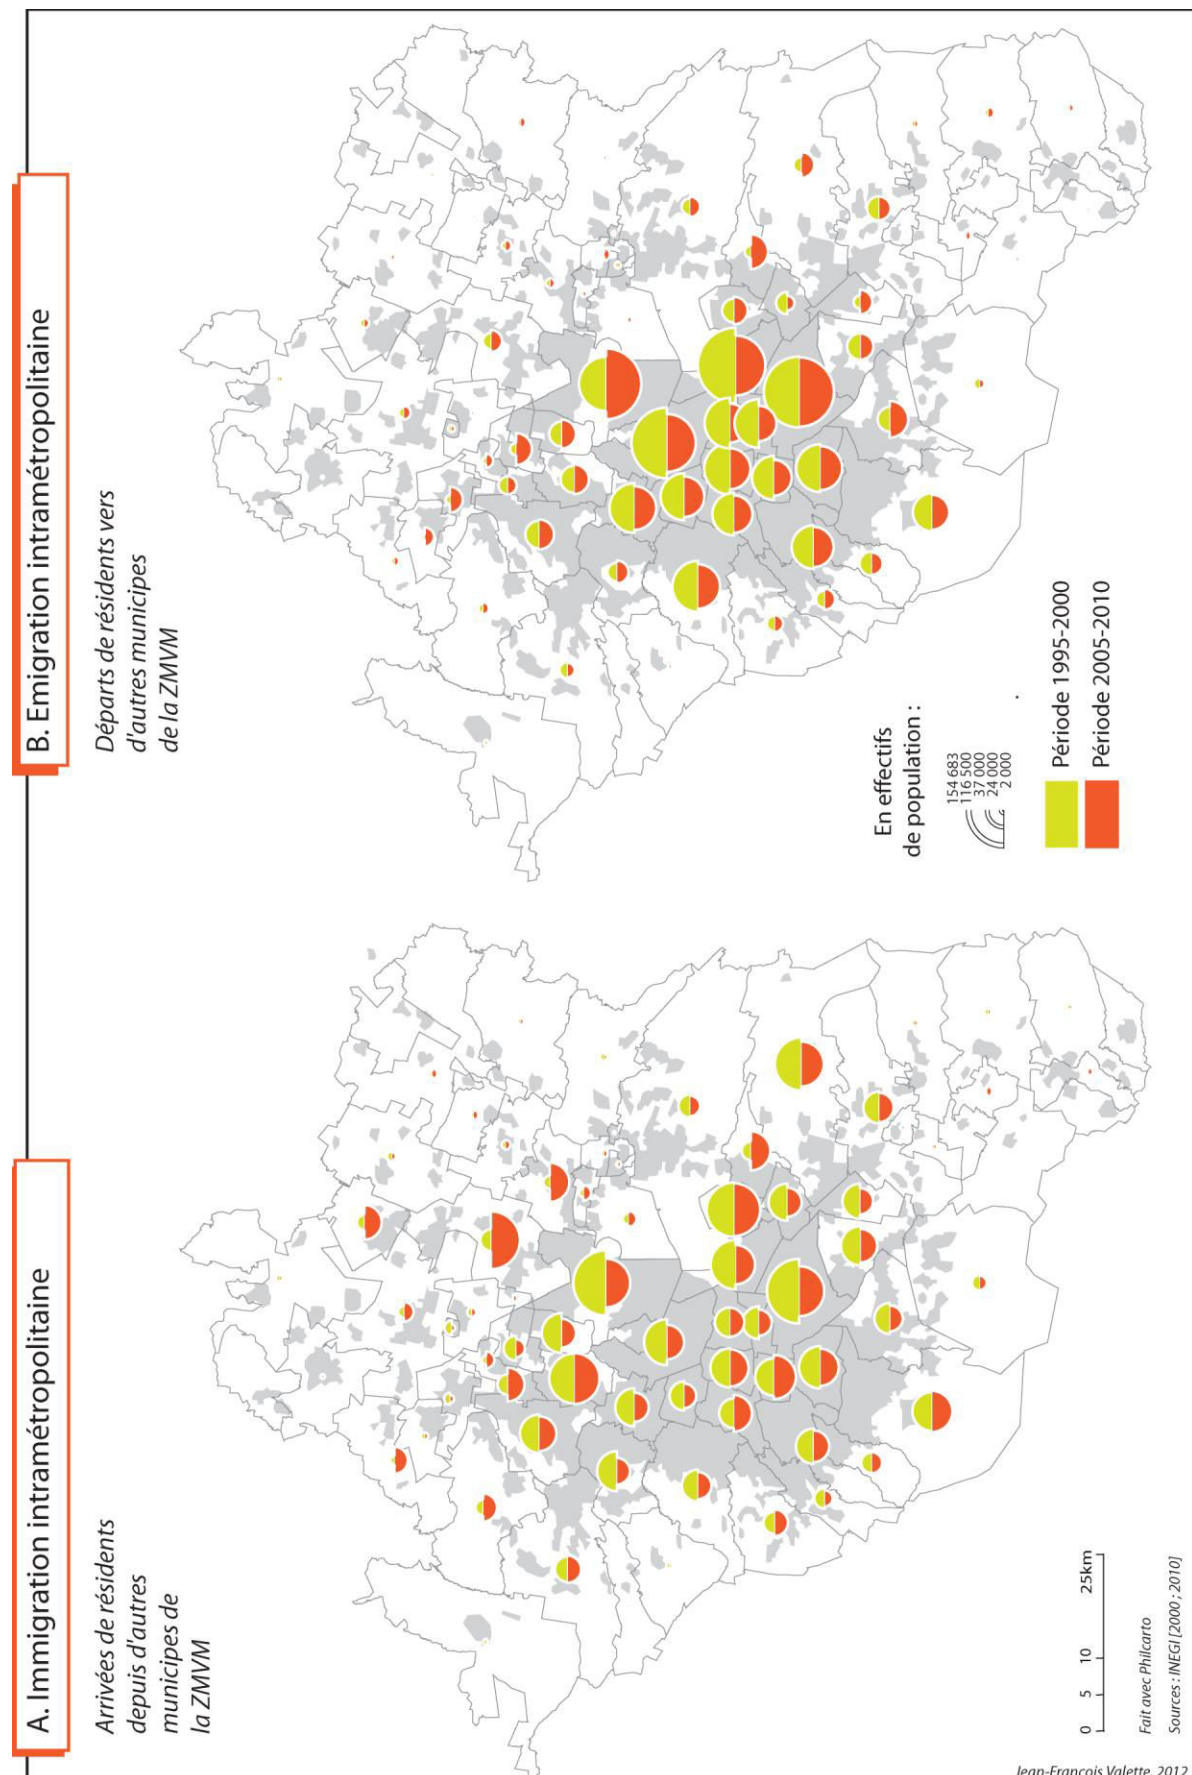 A. Immigration intramétropolitaine
Arrivées de résidents
depuis d'autres
municipes de
la ZMVM
0 5 10 25km
Fait avec Philcarto
Sources : INEGI [2000 ; 2010]
Jean-François Valette, 2012
B. Emigration intramétropolitaine
Départs de résidents vers
d'autres municipes
de la ZMVM
En effectifs
de population :
154 683
116 500
37 000
24 000
2 000
Période 1995-2000
Période 2005-2010